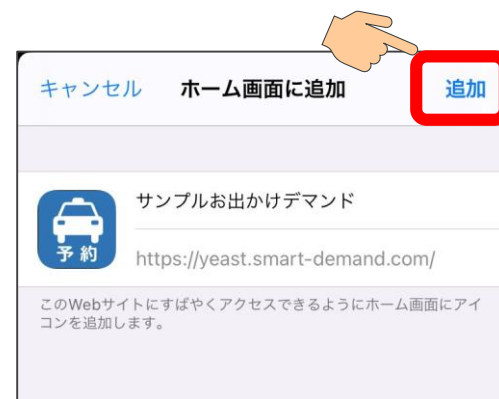 キャンセル ホーム画面に追加 追加
サンプルお出かけデマンド
予約
https://yeast.smart-demand.com/
このWebサイトにすばやくアクセスできるようにホーム画面にアイ
コンを追加します。